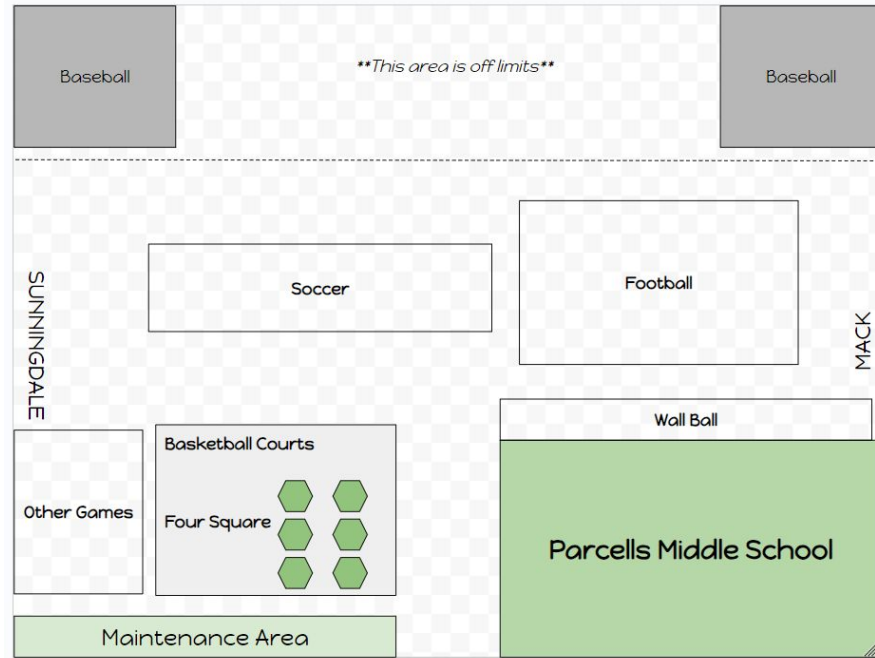 Baseball
**This area is off limits**
Baseball
SUNNINGDALE
Soccer
Football
MACK
Wall Ball
Basketball Courts
Other Games
Four Square
Parcells Middle School
Maintenance Area